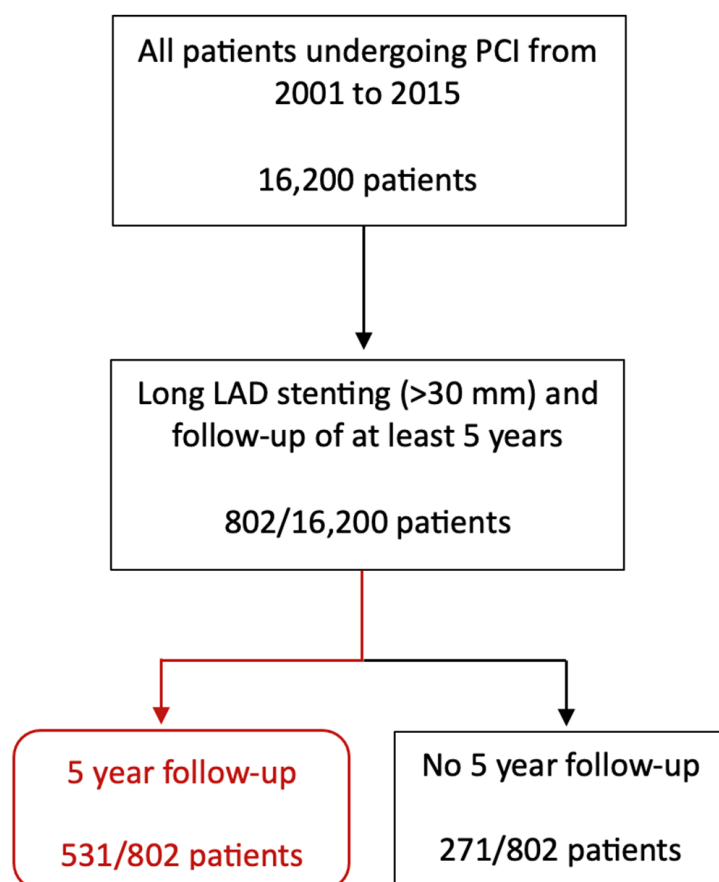 All patients undergoing PCI from
2001 to 2015
16,200 patients
Long LAD stenting (>30 mm) and
follow-up of at least 5 years
802/16,200 patients
5 year follow-up
531/802 patients
No 5 year follow-up
271/802 patients